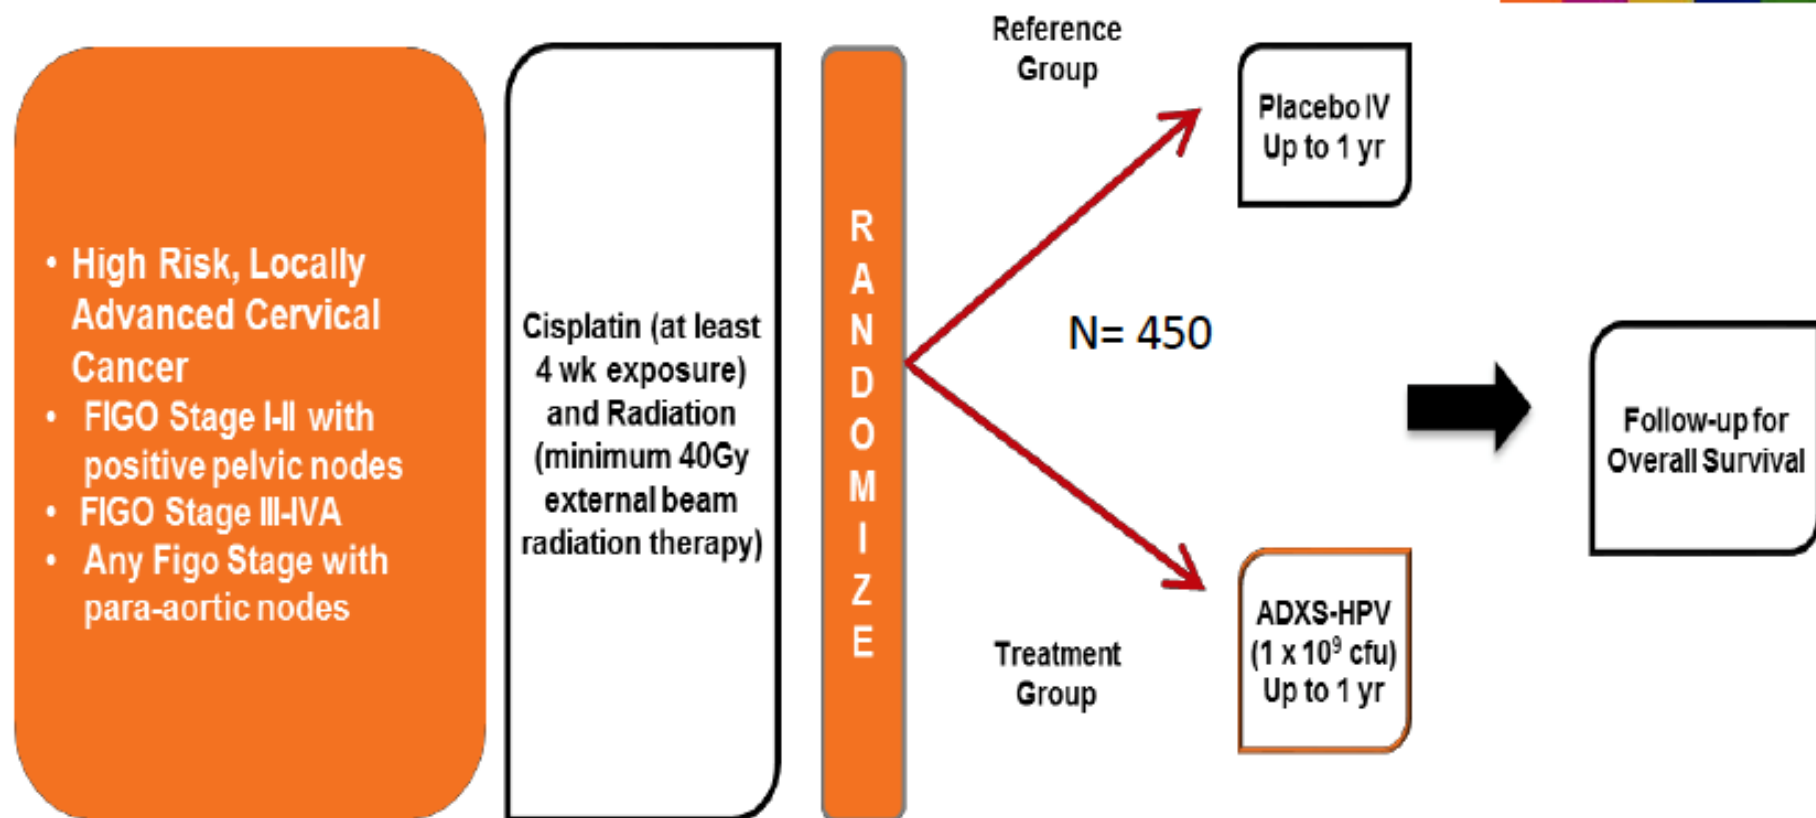 • High Risk, Locally
Advanced Cervical
Cancer
• FIGO Stage I-II with
positive pelvic nodes
• FIGO Stage III-IVA
• Any Figo Stage with
para-aortic nodes
Cisplatin (at least
4 wk exposure)
and Radiation
(minimum 40Gy
external beam
radiation therapy)
R
A
N
D
O
M
I
Z
E
Reference
Group
Placebo IV
Up to 1 yr
N= 450
Treatment
Group
ADXS-HPV
(1 x 10⁹ cfu)
Up to 1 yr
Follow-up for
Overall Survival